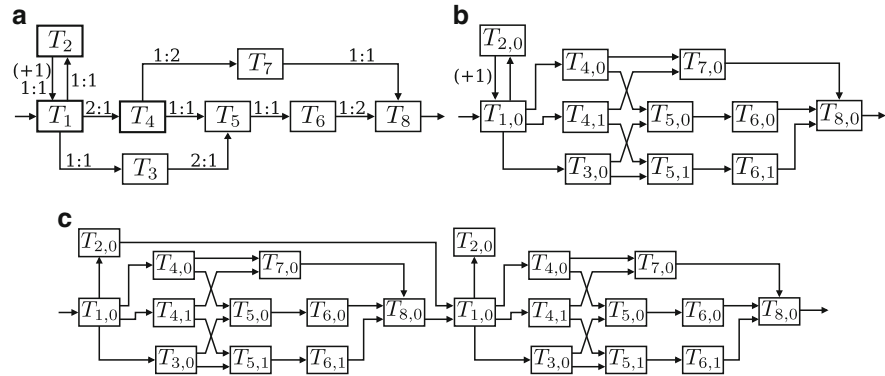 a
T2
(+1)
1:1
1:1
T1
2:1
T4
1:2
T7
1:1
1:1
T5
1:1
T6
1:2
T8
1:1
T3
2:1
b
T2,0
(+1)
T1,0
T4,0
T7,0
T4,1
T5,0
T6,0
T8,0
T3,0
T5,1
T6,1
c
T2,0
T4,0
T7,0
T1,0
T4,1
T5,0
T6,0
T8,0
T3,0
T5,1
T6,1
T2,0
T4,0
T7,0
T1,0
T4,1
T5,0
T6,0
T8,0
T3,0
T5,1
T6,1